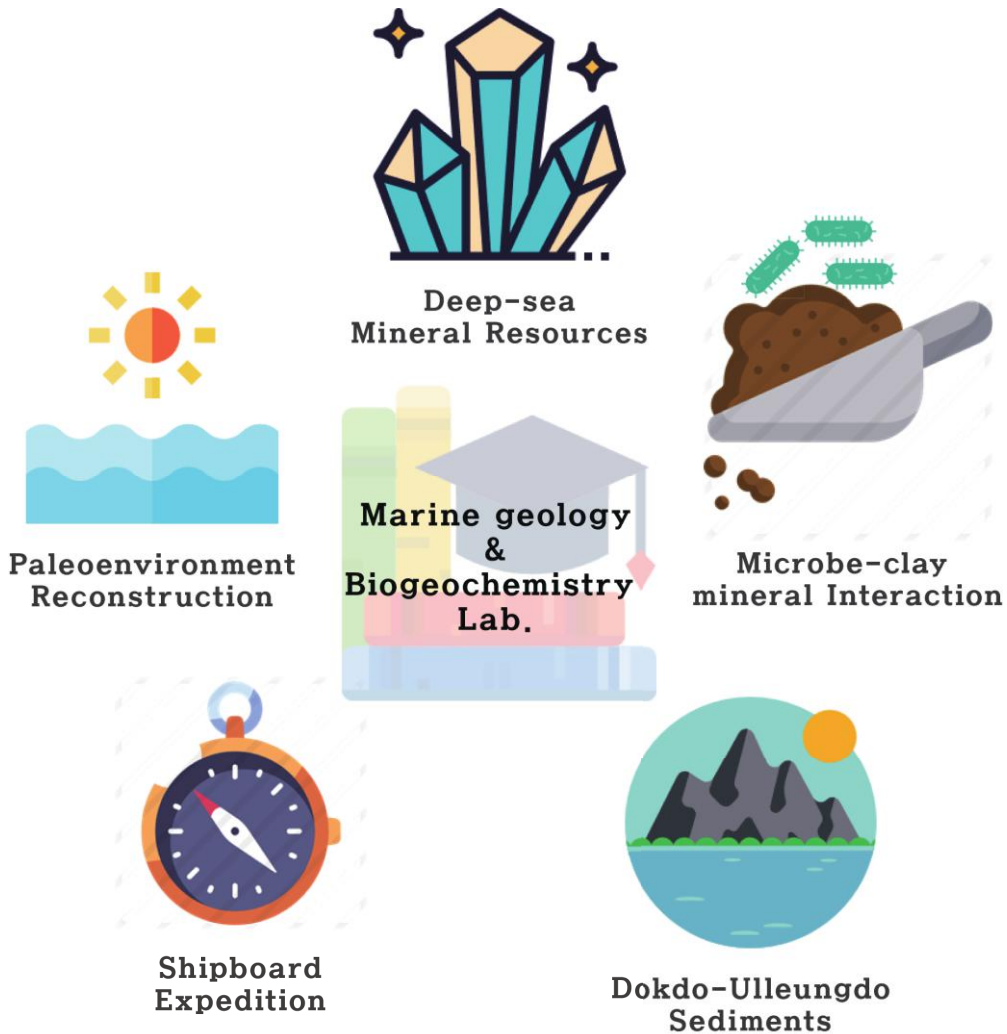 Deep-sea
Mineral Resources
Paleoenvironment
Reconstruction
Marine geology
&
Biogeochemistry
Lab.
Microbe-clay
mineral Interaction
Shipboard
Expedition
Dokdo-Ulleungdo
Sediments